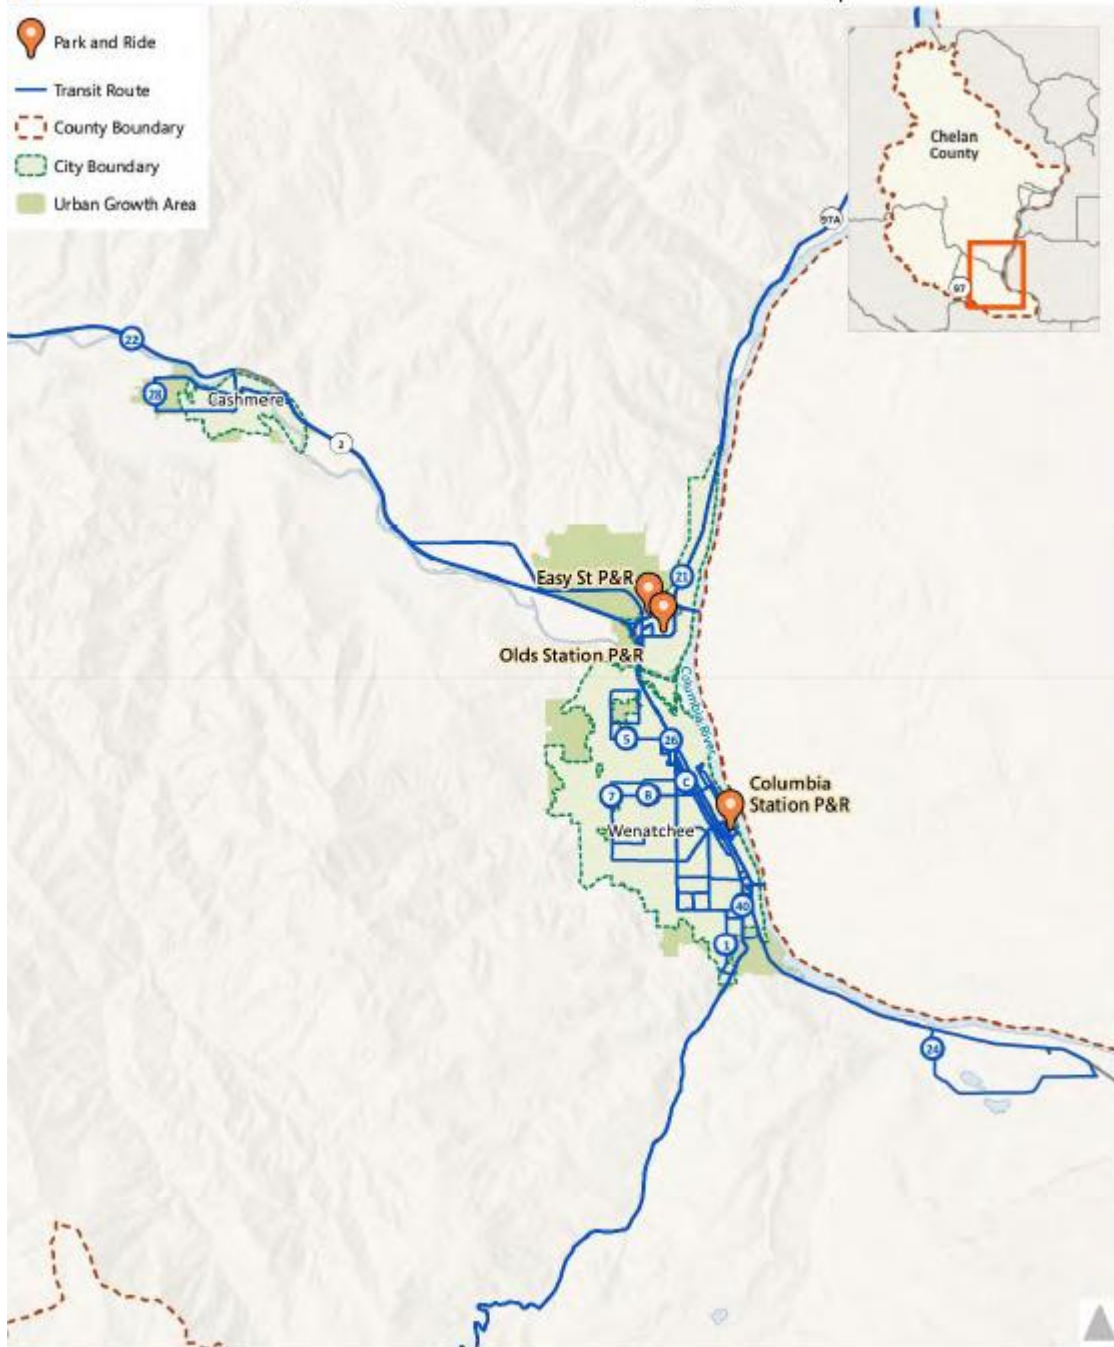 Park and Ride
Transit Route
County Boundary
City Boundary
Urban Growth Area
Chelan
County
97
97A
22
28
Cashmere
2
Easy St P&R
21
Olds Station P&R
Columbia River
5
26
C
7
B
Columbia
Station P&R
Wenatchee
40
1
24